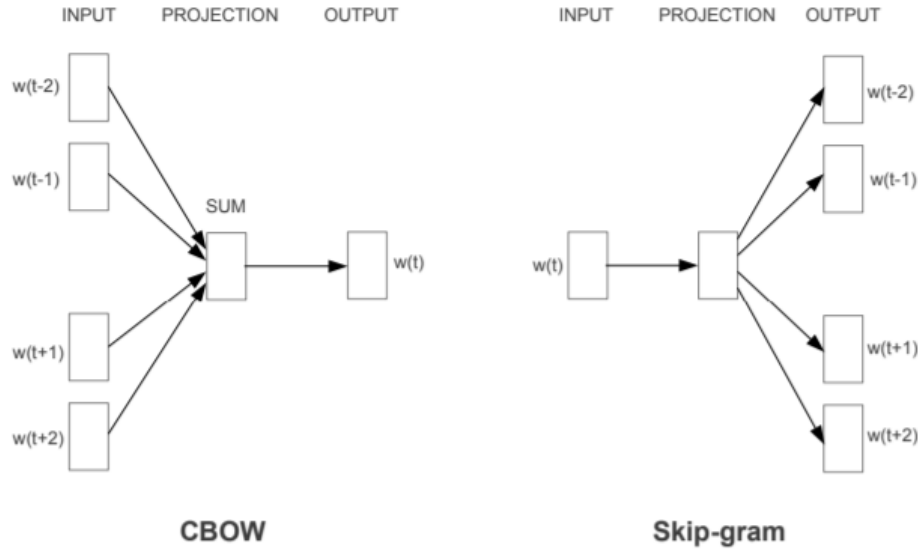 INPUT PROJECTION OUTPUT
w(t-2)
w(t-1)
SUM
w(t)
w(t+1)
w(t+2)
CBOW
INPUT PROJECTION OUTPUT
w(t-2)
w(t-1)
w(t)
w(t+1)
w(t+2)
Skip-gram